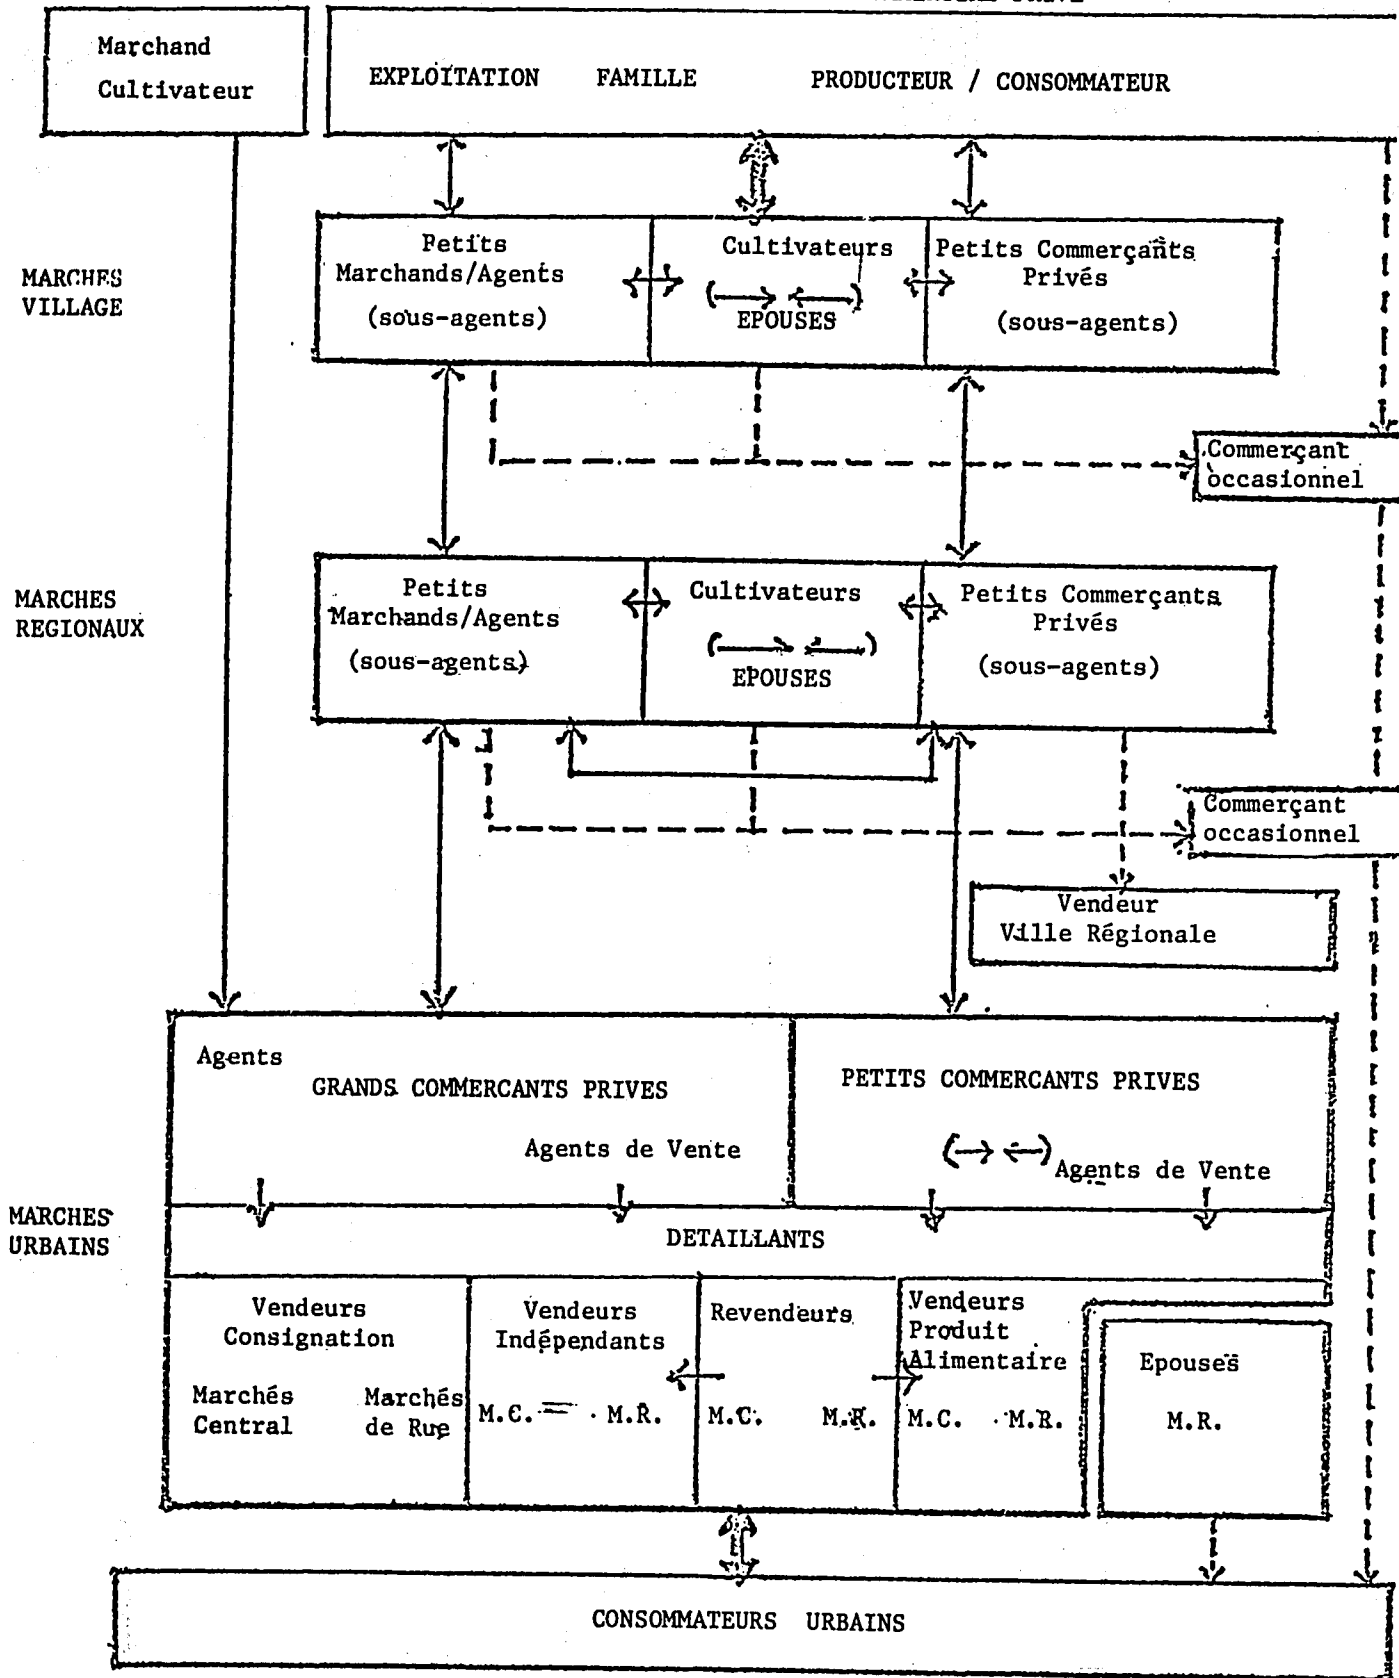 Marchand
Cultivateur
EXPLOITATION FAMILLE PRODUCTEUR / CONSOMMATEUR
MARCHES
VILLAGE
Petits
Marchands/Agents
(sous-agents)
Cultivateurs
EPOUSES
Petits Commerçants
Privés
(sous-agents)
Commerçant
occasionnel
MARCHES
REGIONAUX
Petits
Marchands/Agents
(sous-agents)
Cultivateurs
EPOUSES
Petits Commerçants
Privés
(sous-agents)
Commerçant
occasionnel
Vendeur
Ville Régionale
MARCHES
URBAINS
Agents
GRANDS COMMERCANTS PRIVES
Agents de Vente
PETITS COMMERCANTS PRIVES
Agents de Vente
DETAILLANTS
Vendeurs
Consignation
Marchés
Central
Marchés
de Rue
Vendeurs
Indépendants
M.C. M.R.
Revendeurs
M.C. M.R.
Vendeurs
Produit
Alimentaire
M.C. M.R.
Epouses
M.R.
CONSOMMATEURS URBAINS